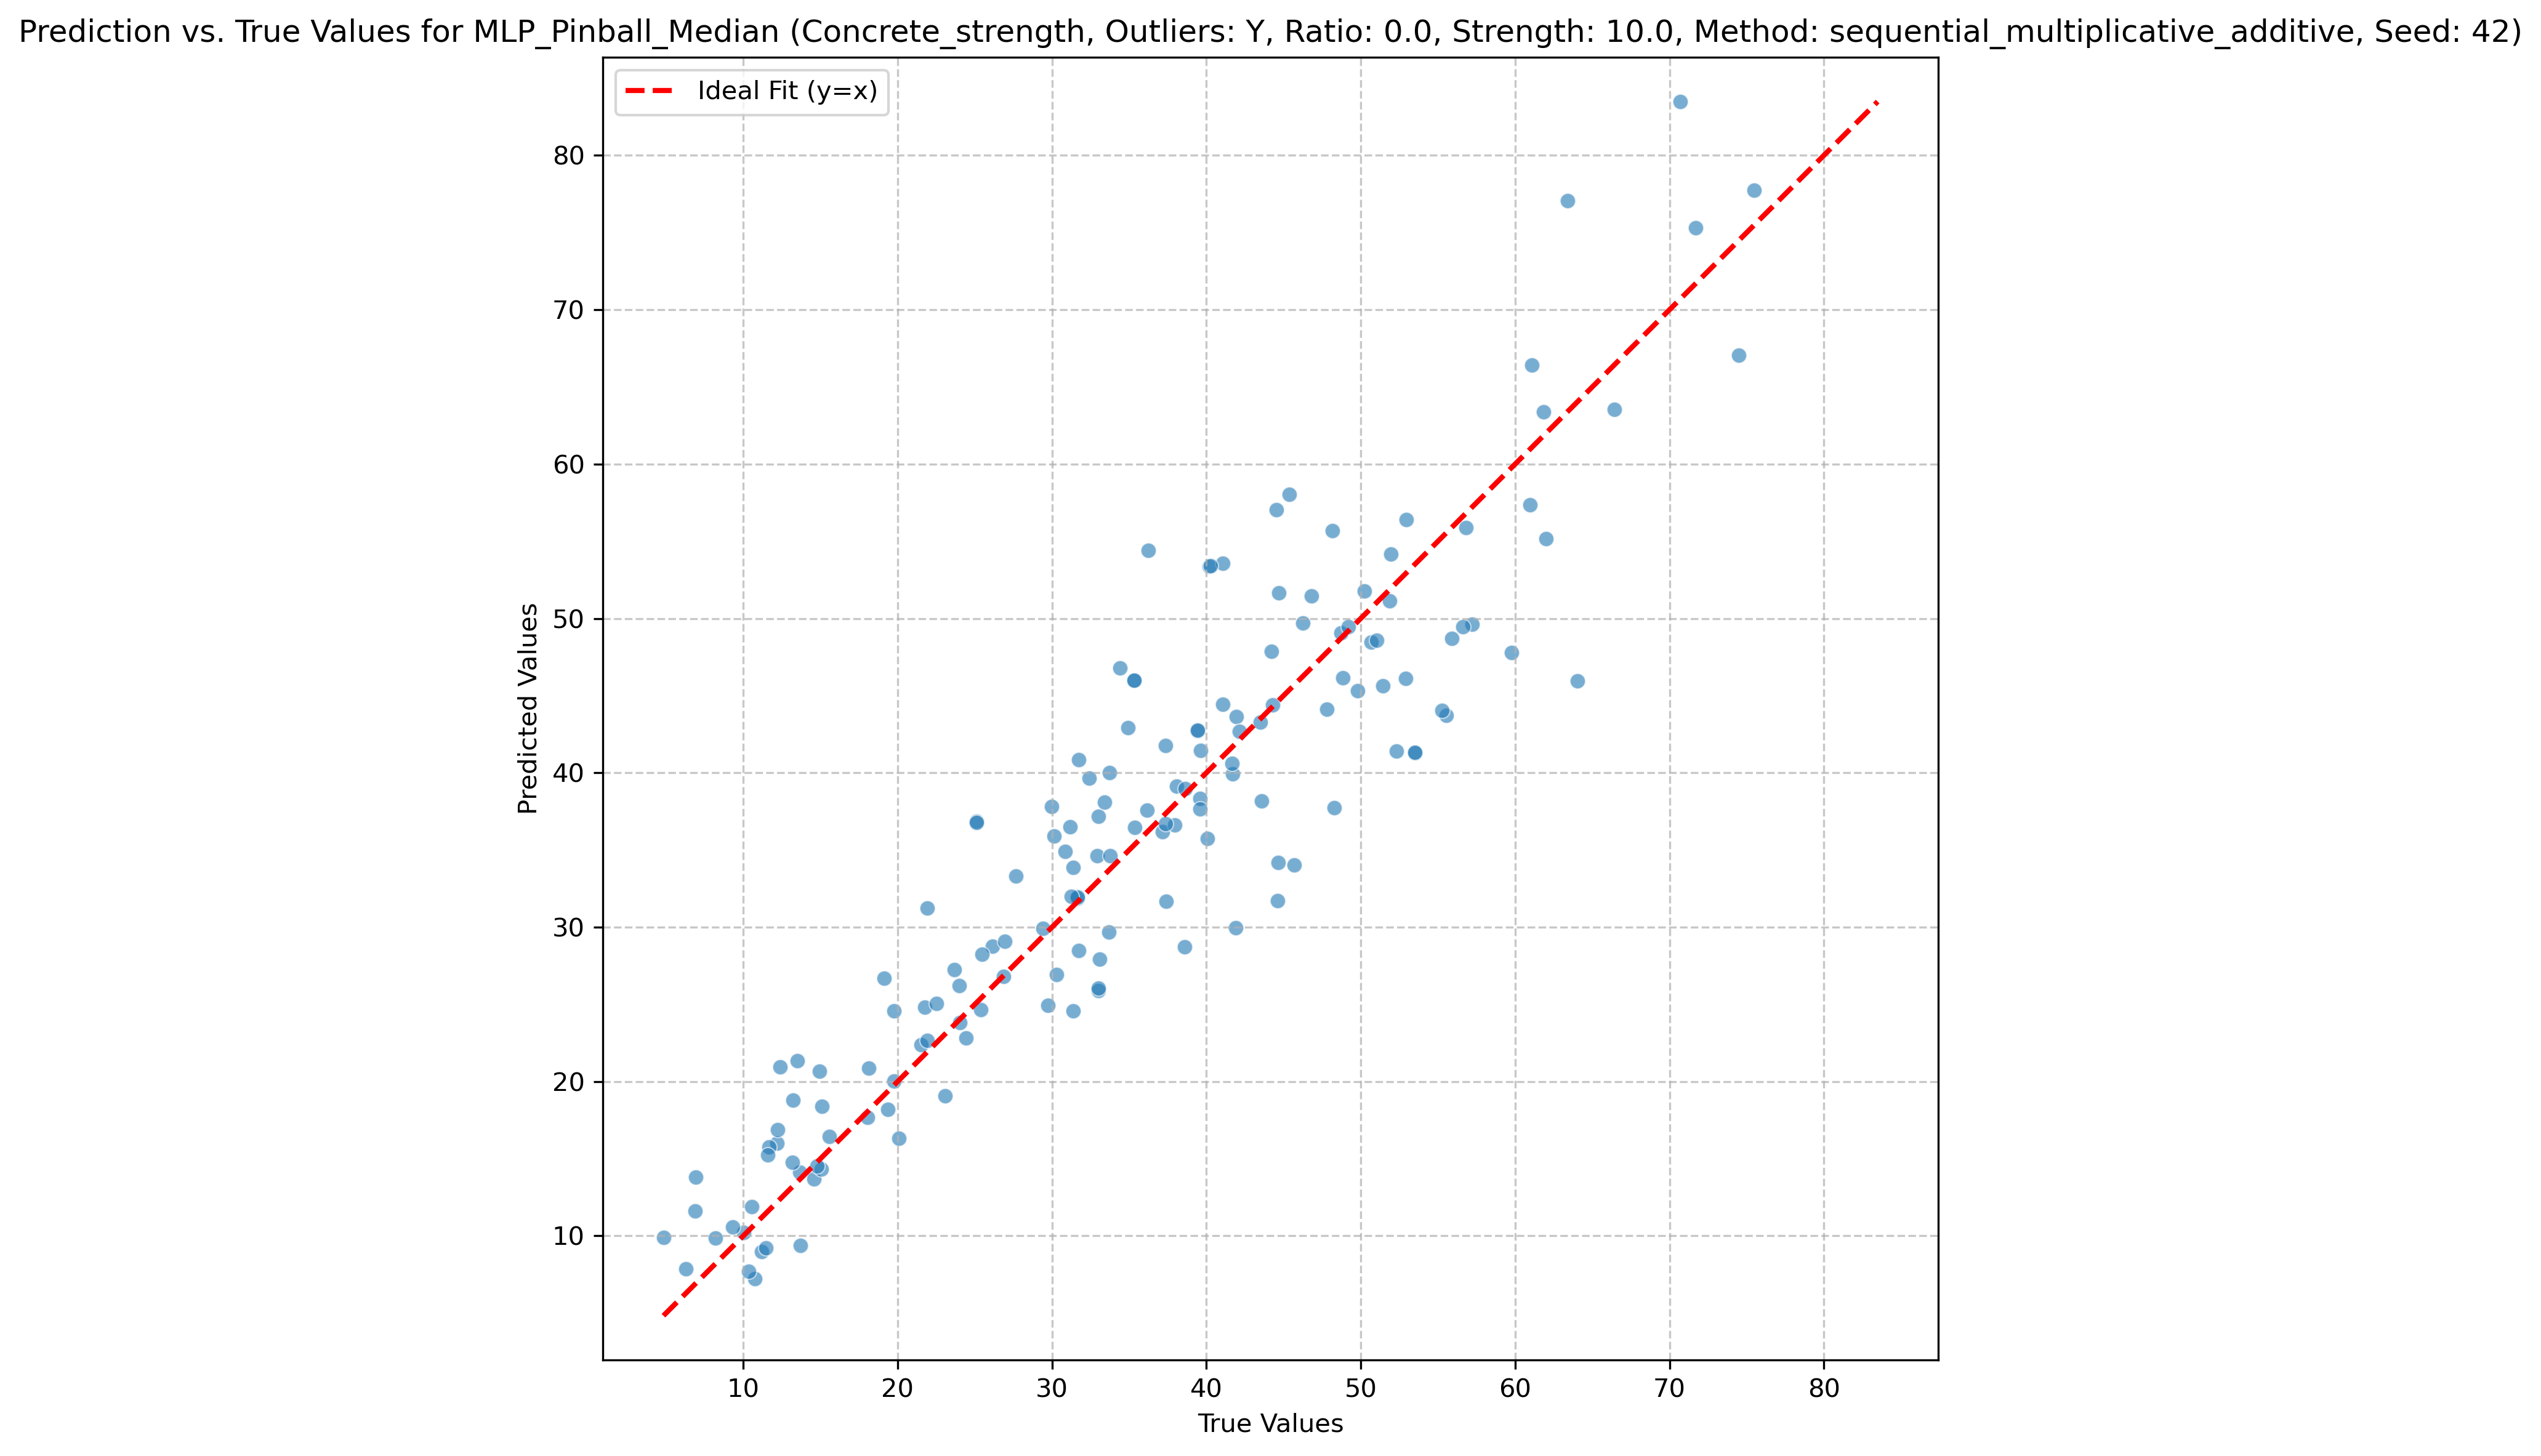 Prediction vs. True Values for MLP_Pinball_Median (Concrete_strength, Outliers: Y, Ratio: 0.0, Strength: 10.0, Method: sequential_multiplicative_additive, Seed: 42)
Ideal Fit (y=x)
Predicted Values
80
70
60
50
40
30
20
10
10 20 30 40 50 60 70 80
True Values